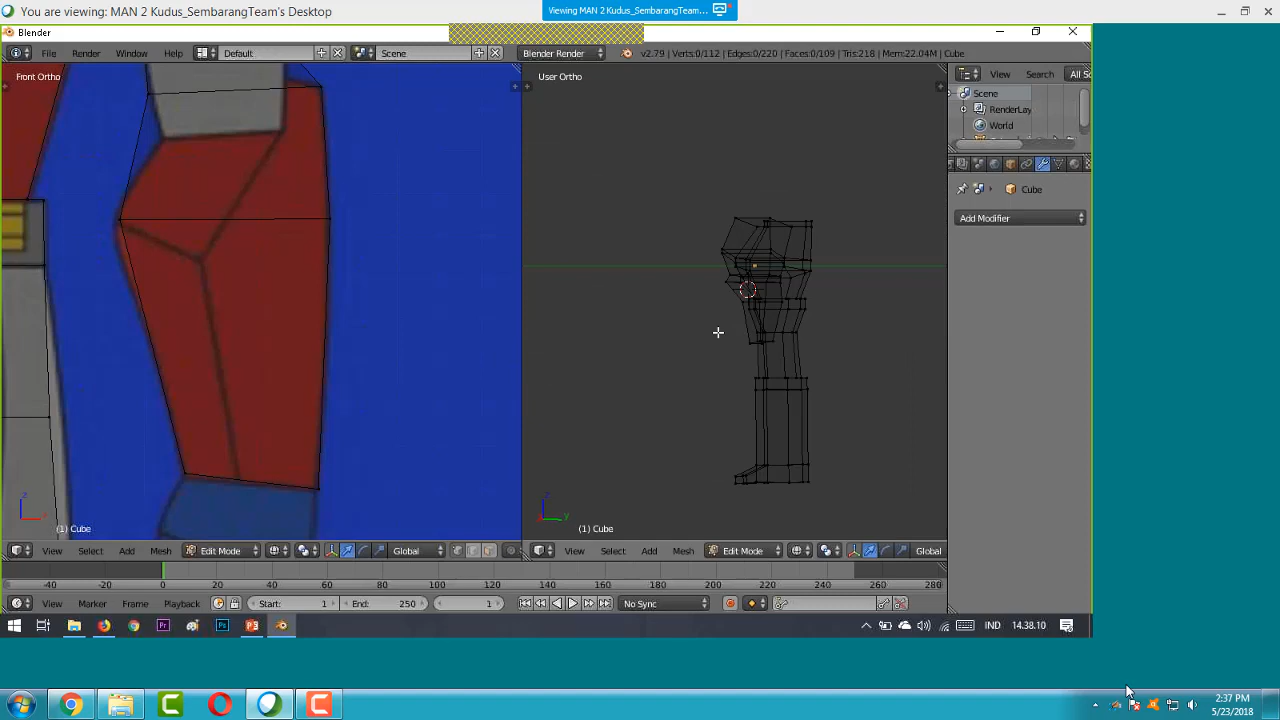 You are viewing: MAN 2 Kudus_SembarangTeam's Desktop
Viewing MAN 2 Kudus_SembarangTeam...
Blender
File Render Window Help Default Scene Blender Render v2.79 | Verts:0/112 | Edges:0/220 | Faces:0/109 | Tris:218 | Mem:22.04M | Cube
Front Ortho
User Ortho
View Search All Sc
Scene
RenderLay
World
Cube
Add Modifier
(1) Cube
(1) Cube
View Select Add Mesh Edit Mode Global
View Select Add Mesh Edit Mode Global
-40 -20 0 20 40 60 80 100 120 140 160 180 200 220 240 260 280
View Marker Frame Playback Start: 1 End: 250 1 No Sync
IND 14.38.10
2:37 PM
5/23/2018